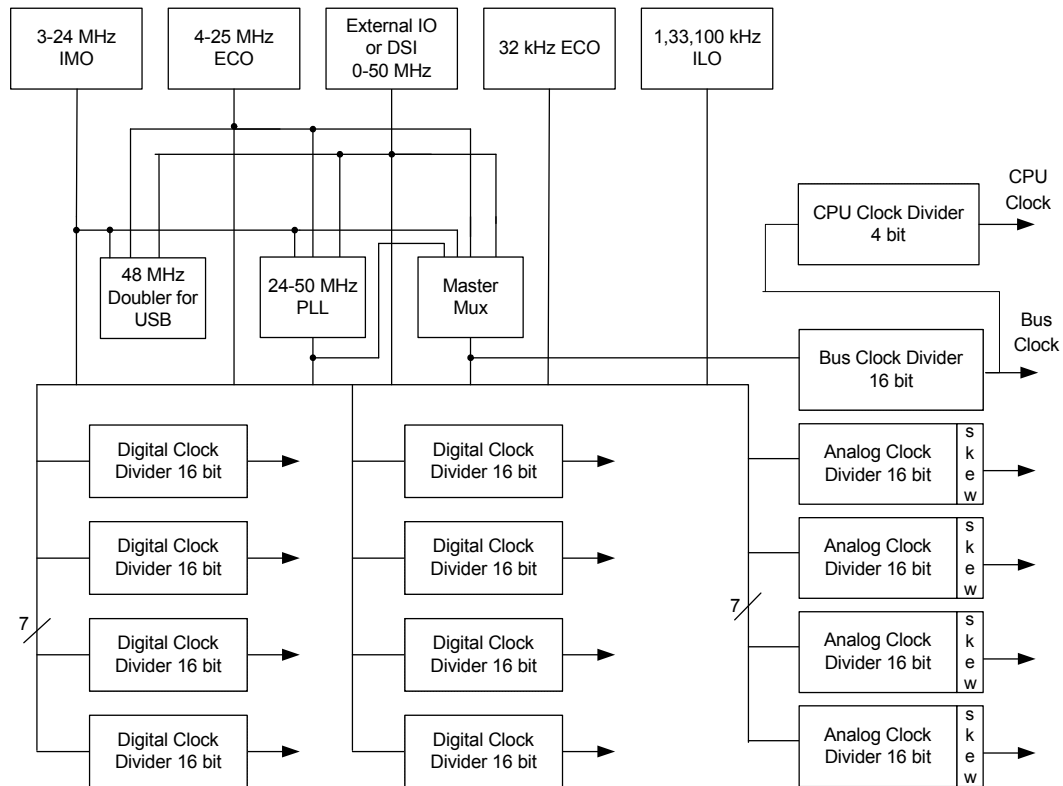 3-24 MHz
IMO
4-25 MHz
ECO
External IO
or DSI
0-50 MHz
32 kHz ECO
1,33,100 kHz
ILO
CPU
Clock
CPU Clock Divider
4 bit
48 MHz
Doubler for
USB
24-50 MHz
PLL
Master
Mux
Bus
Clock
Bus Clock Divider
16 bit
Digital Clock
Divider 16 bit
Digital Clock
Divider 16 bit
Analog Clock
Divider 16 bit
s
k
e
w
Digital Clock
Divider 16 bit
Digital Clock
Divider 16 bit
Analog Clock
Divider 16 bit
s
k
e
w
7
7
Digital Clock
Divider 16 bit
Digital Clock
Divider 16 bit
Analog Clock
Divider 16 bit
s
k
e
w
Digital Clock
Divider 16 bit
Digital Clock
Divider 16 bit
Analog Clock
Divider 16 bit
s
k
e
w